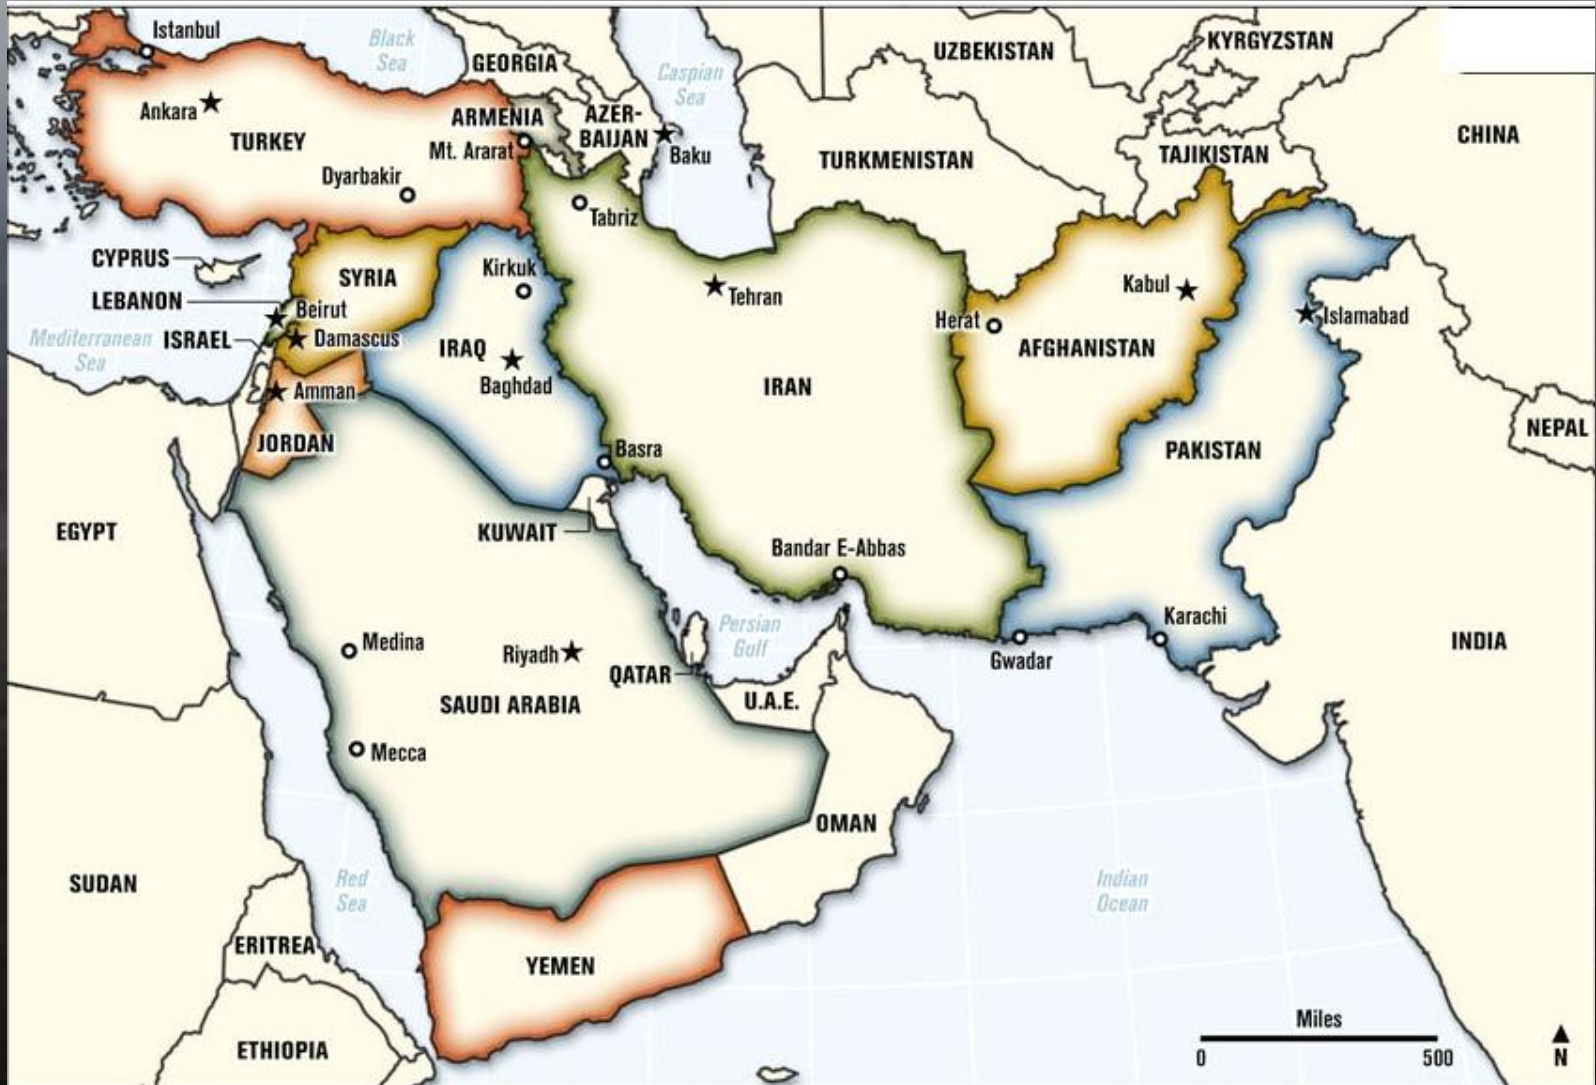 Istanbul
Black
Sea
GEORGIA
Caspian
Sea
UZBEKISTAN
KYRGYZSTAN
Ankara
TURKEY
ARMENIA
AZER-
BAIJAN
Mt. Ararat
Baku
TURKMENISTAN
TAJIKISTAN
CHINA
Dyarbakir
Tabriz
CYPRUS
SYRIA
Kirkuk
Tehran
Kabul
LEBANON
Beirut
Herat
Islamabad
Mediterranean
Sea
ISRAEL
Damascus
IRAQ
Baghdad
AFGHANISTAN
Amman
IRAN
JORDAN
Basra
PAKISTAN
NEPAL
EGYPT
KUWAIT
Bandar E-Abbas
Medina
Riyadh
QATAR
Persian
Gulf
Gwadar
Karachi
INDIA
SAUDI ARABIA
U.A.E.
Mecca
OMAN
SUDAN
Red
Sea
Indian
Ocean
ERITREA
YEMEN
ETHIOPIA
Miles
0
500
N